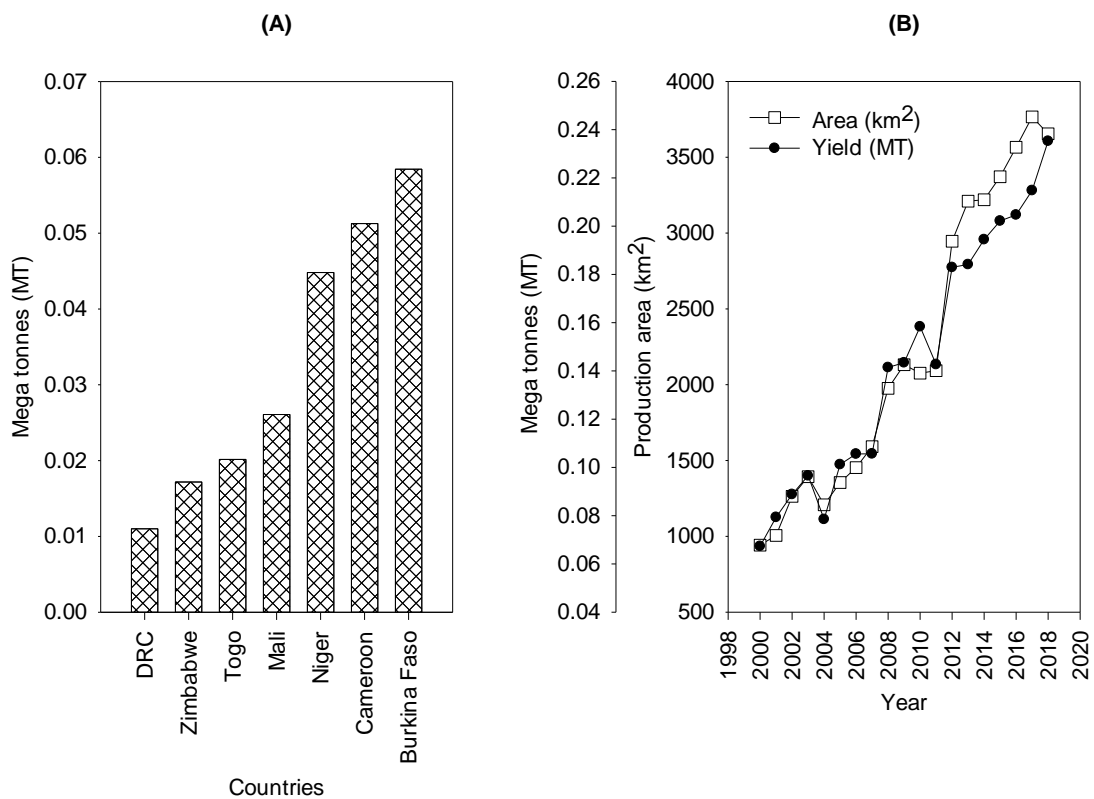 (A)
Mega tonnes (MT)
0.07
0.06
0.05
0.04
0.03
0.02
0.01
0.00
DRC
Zimbabwe
Togo
Mali
Niger
Cameroon
Burkina Faso
Countries
(B)
Mega tonnes (MT)
0.26
0.24
0.22
0.20
0.18
0.16
0.14
0.12
0.10
0.08
0.06
0.04
Production area (km²)
4000
3500
3000
2500
2000
1500
1000
500
Area (km²)
Yield (MT)
1998
2000
2002
2004
2006
2008
2010
2012
2014
2016
2018
2020
Year